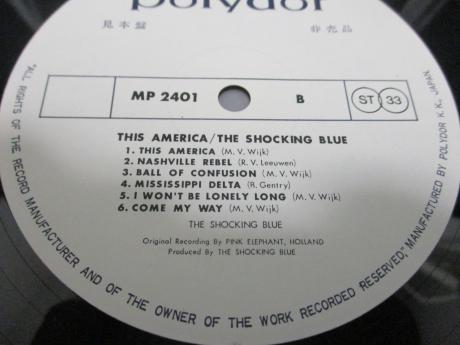 polydor
見本盤 非売品
MP 2401 B ST 33
THIS AMERICA/THE SHOCKING BLUE
1. THIS AMERICA (M. V. Wijk)
2. NASHVILLE REBEL (R. V. Leeuwen)
3. BALL OF CONFUSION (M. V. Wijk)
4. MISSISSIPPI DELTA (R. Gentry)
5. I WON'T BE LONELY LONG (M. V. Wijk)
6. COME MY WAY (M. V. Wijk)
THE SHOCKING BLUE
Original Recording By PINK ELEPHANT, HOLLAND
Produced By THE SHOCKING BLUE
"ALL RIGHTS OF THE RECORD MANUFACTURER AND OF THE OWNER OF THE WORK RECORDED RESERVED," MANUFACTURED BY POLYDOR K.K., JAPAN.